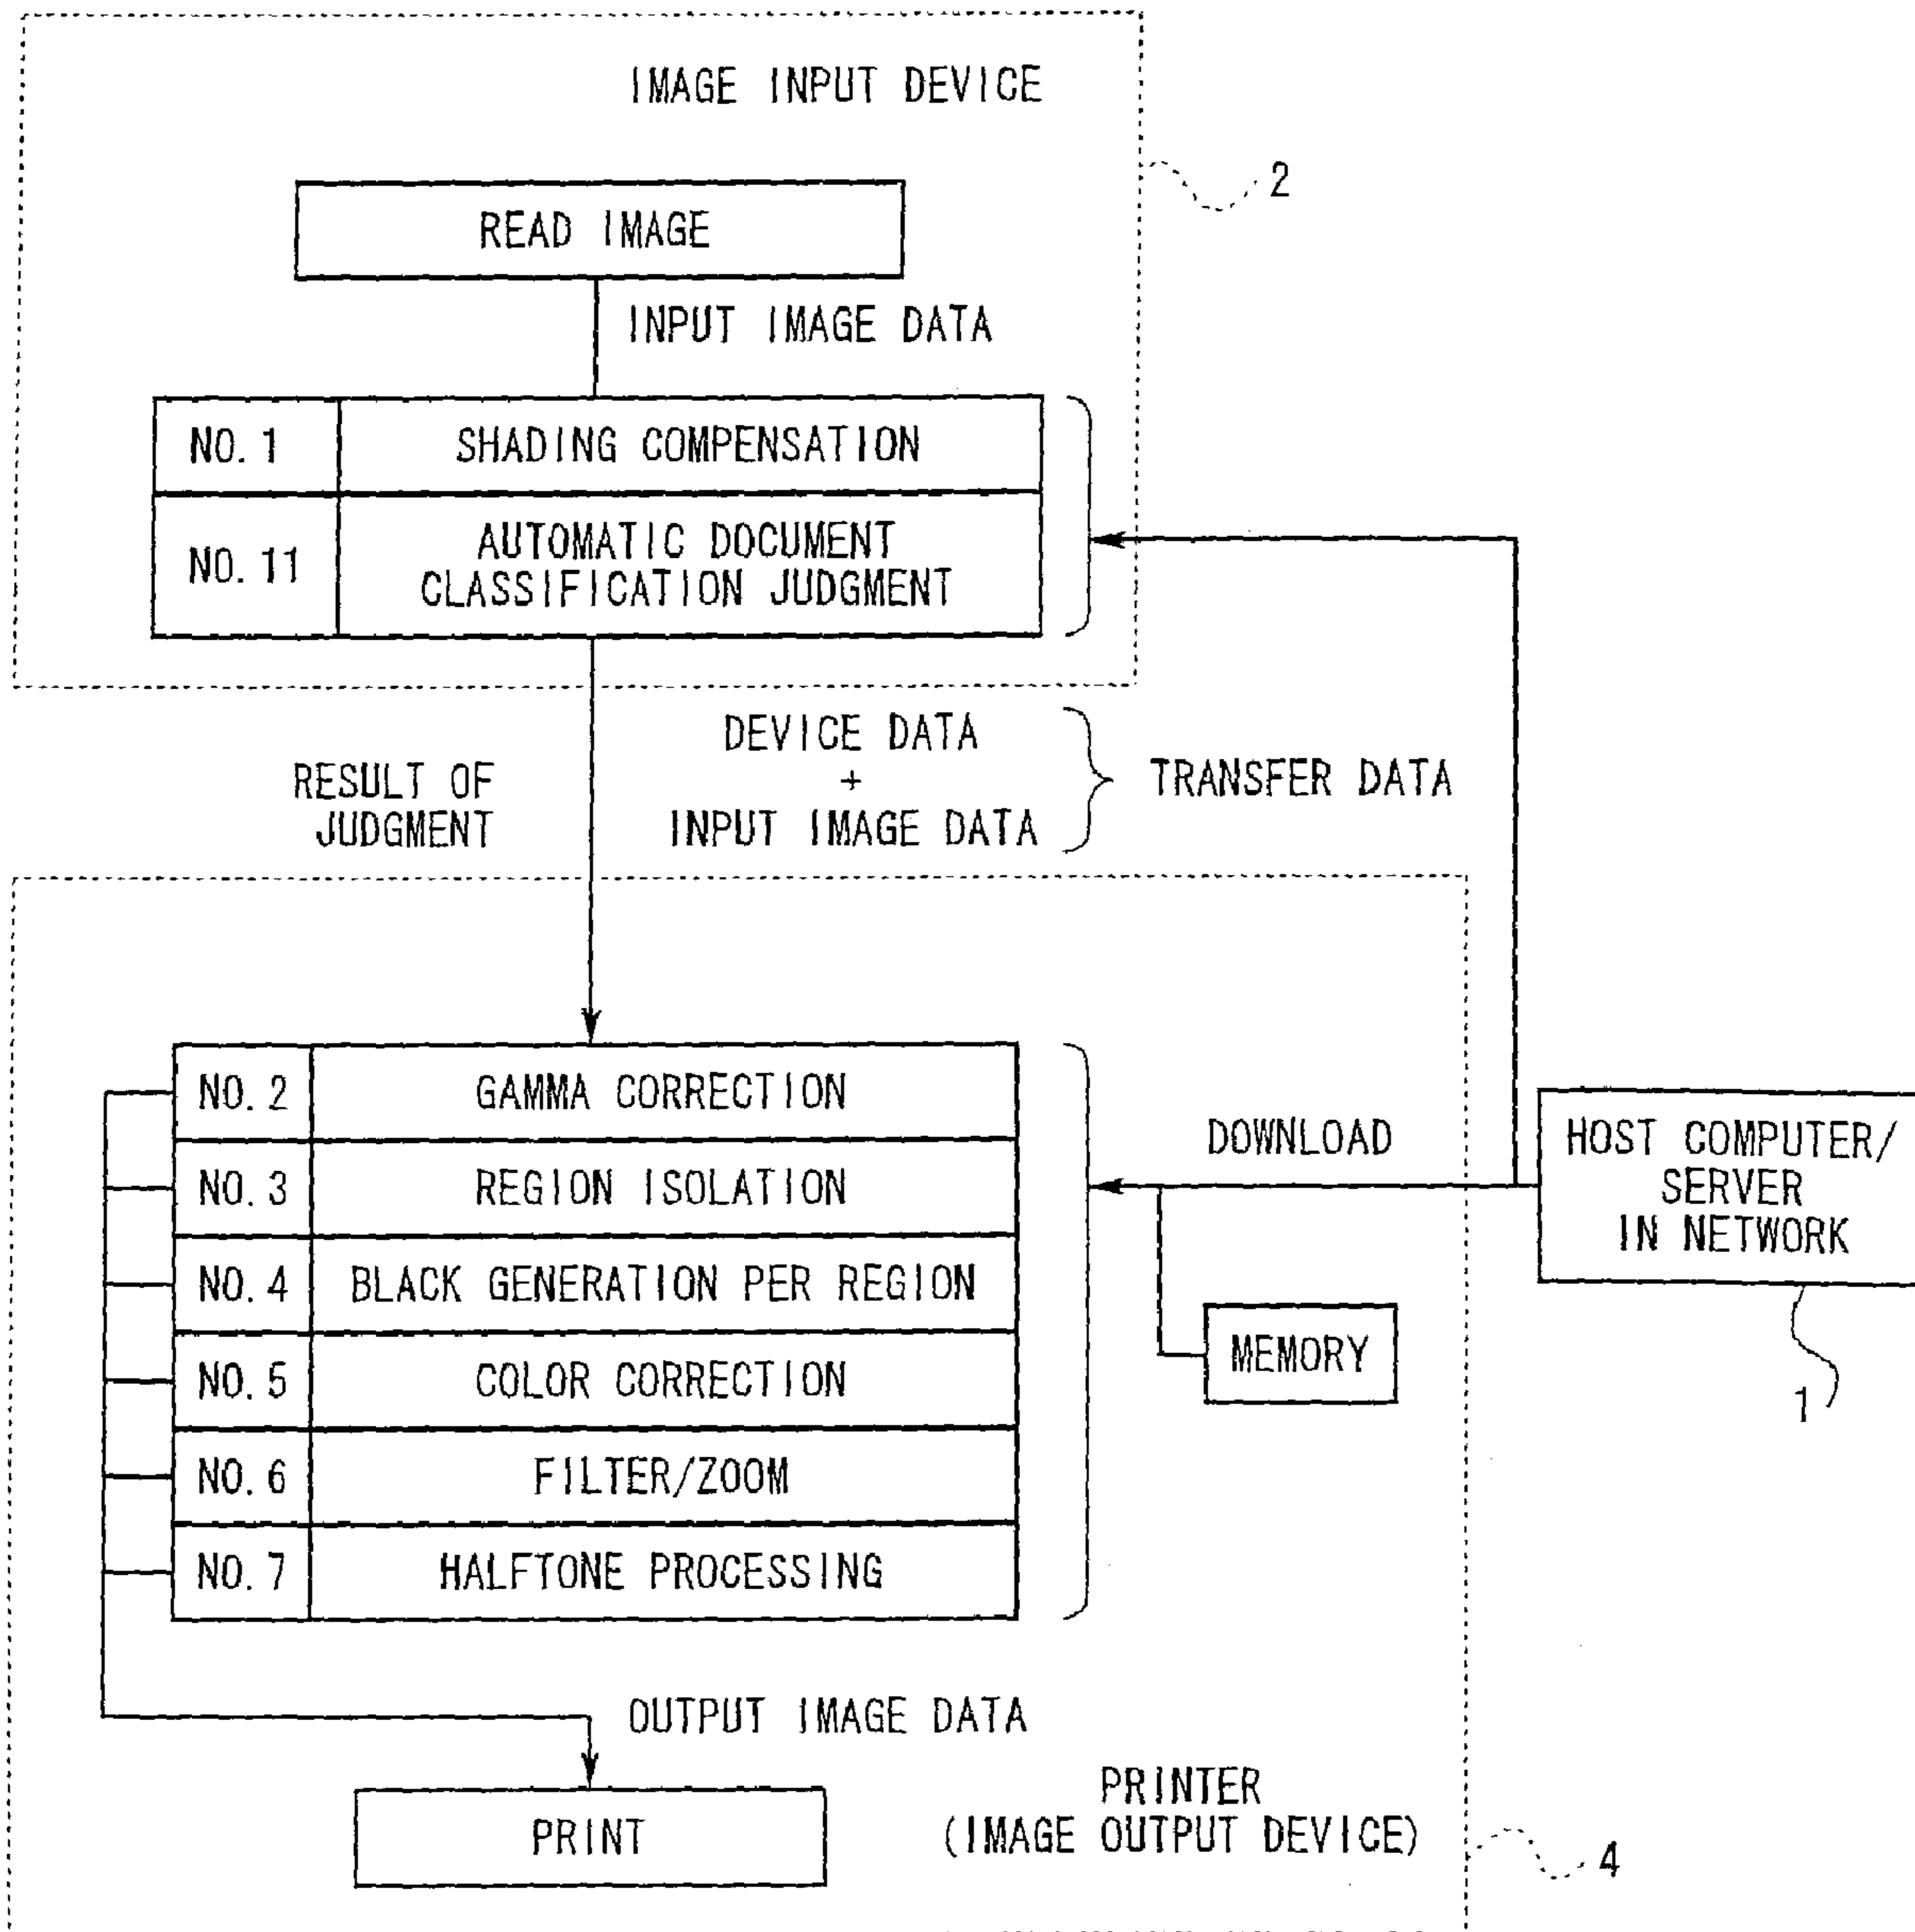 IMAGE INPUT DEVICE
2
READ IMAGE
INPUT IMAGE DATA
NO. 1 SHADING COMPENSATION
NO. 11 AUTOMATIC DOCUMENT
CLASSIFICATION JUDGMENT
RESULT OF
JUDGMENT
DEVICE DATA
+
INPUT IMAGE DATA
TRANSFER DATA
NO. 2 GAMMA CORRECTION
NO. 3 REGION ISOLATION
NO. 4 BLACK GENERATION PER REGION
NO. 5 COLOR CORRECTION
NO. 6 FILTER/ZOOM
NO. 7 HALFTONE PROCESSING
DOWNLOAD
MEMORY
HOST COMPUTER/
SERVER
IN NETWORK
1
OUTPUT IMAGE DATA
PRINT
PRINTER
(IMAGE OUTPUT DEVICE)
4